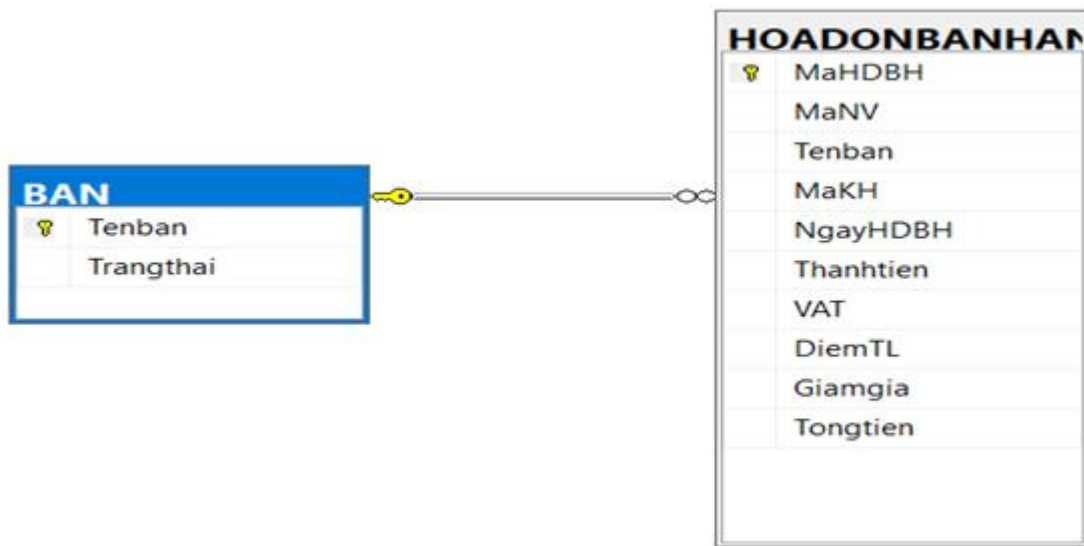 BAN
Tenban
Trangthai
HOADONBANHAN
MaHDBH
MaNV
Tenban
MaKH
NgayHDBH
Thanhtien
VAT
DiemTL
Giamgia
Tongtien